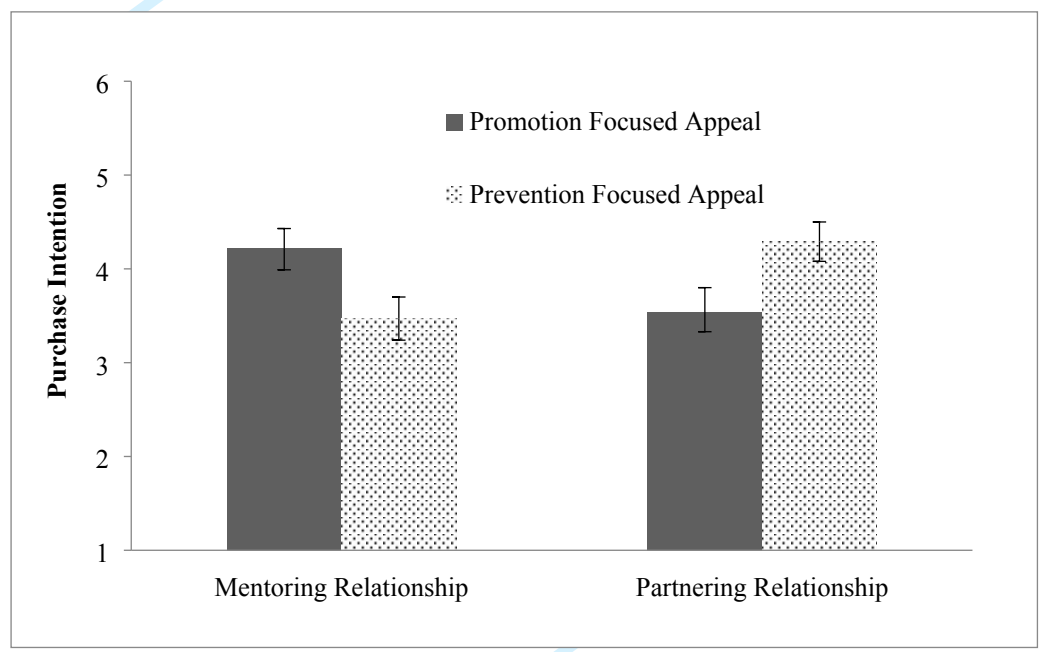 6
Promotion Focused Appeal
5
Prevention Focused Appeal
4
3
2
1
Purchase Intention
Mentoring Relationship
Partnering Relationship